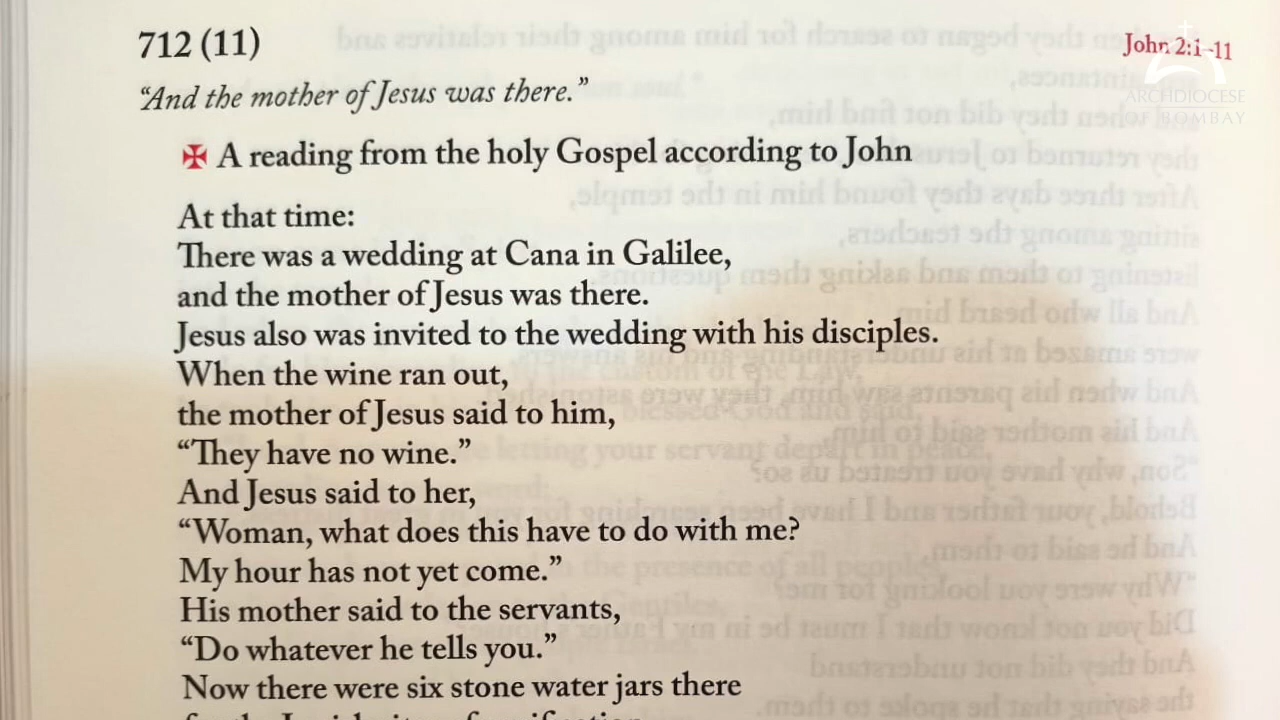 712 (11)
John 2:1-11
ARCHDIOCESE
OF BOMBAY
“And the mother of Jesus was there.”
✠ A reading from the holy Gospel according to John
At that time:
There was a wedding at Cana in Galilee,
and the mother of Jesus was there.
Jesus also was invited to the wedding with his disciples.
When the wine ran out,
the mother of Jesus said to him,
“They have no wine.”
And Jesus said to her,
“Woman, what does this have to do with me?
My hour has not yet come.”
His mother said to the servants,
“Do whatever he tells you.”
Now there were six stone water jars there